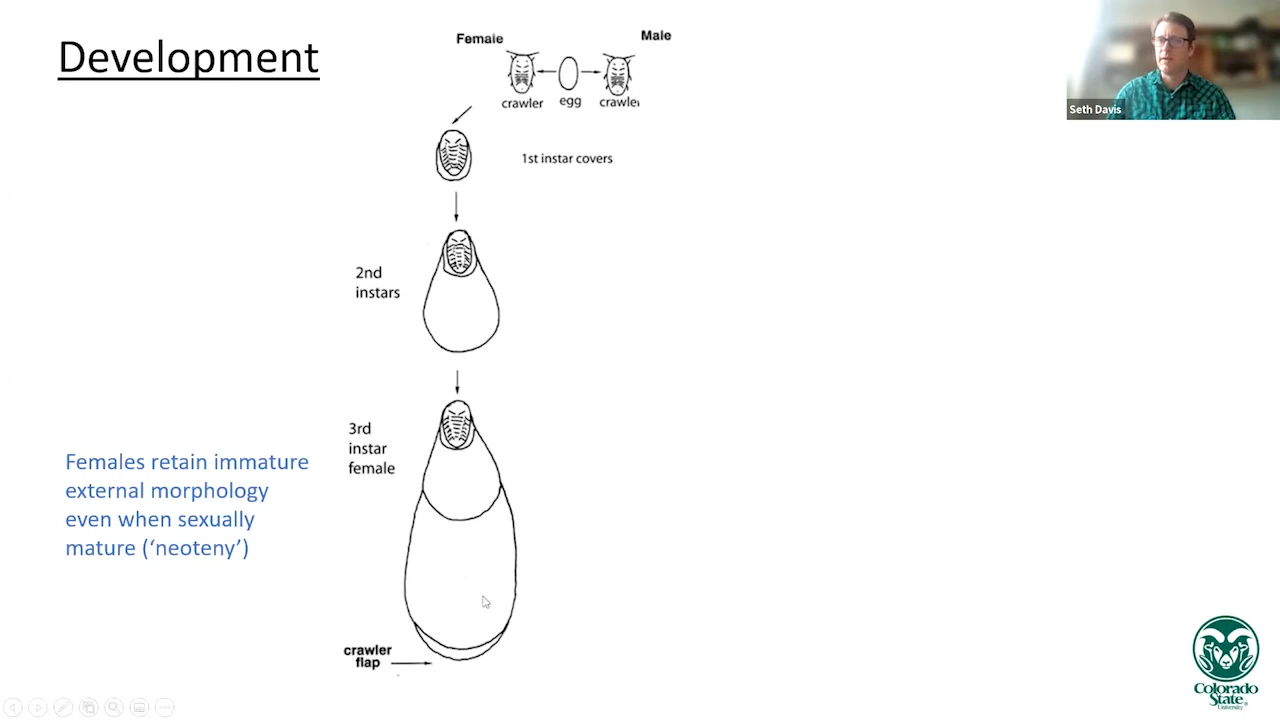 Development
Female
Male
crawler
egg
crawler
1st instar covers
2nd
instars
3rd
instar
female
Females retain immature
external morphology
even when sexually
mature (‘neoteny’)
crawler
flap
Seth Davis
Colorado
State
University